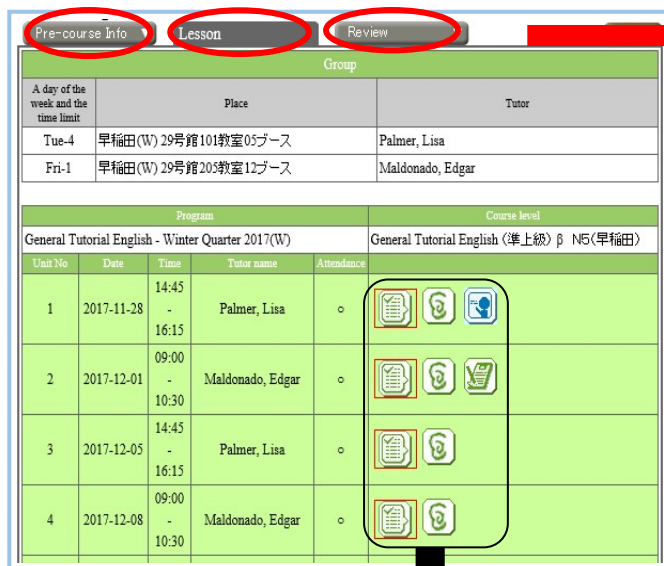 Pre-course Info
Lesson
Review
Group
A day of the
week and the
time limit
Place
Tutor
Tue-4
早稲田(W) 29号館101教室05ブース
Palmer, Lisa
Fri-1
早稲田(W) 29号館205教室12ブース
Maldonado, Edgar
Program
Course level
General Tutorial English - Winter Quarter 2017(W)
General Tutorial English (準上級) β N5(早稲田)
Unit No
Date
Time
Tutor name
Attendance
1
2017-11-28
14:45
-
16:15
Palmer, Lisa
○
2
2017-12-01
09:00
-
10:30
Maldonado, Edgar
○
3
2017-12-05
14:45
-
16:15
Palmer, Lisa
○
4
2017-12-08
09:00
-
10:30
Maldonado, Edgar
○